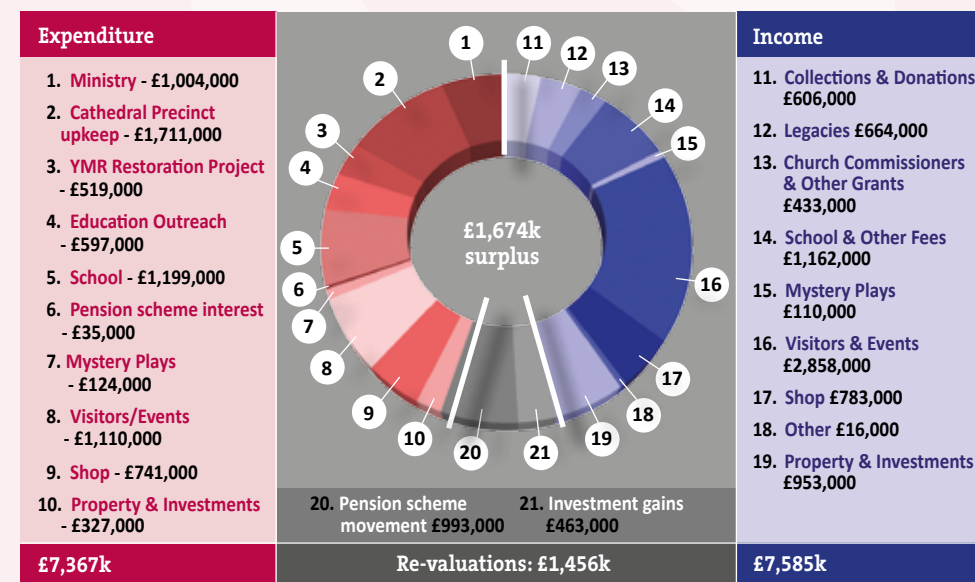 Expenditure
1. Ministry - £1,004,000
2. Cathedral Precinct
upkeep - £1,711,000
3. YMR Restoration Project
- £519,000
4. Education Outreach
- £597,000
5. School - £1,199,000
6. Pension scheme interest
- £35,000
7. Mystery Plays
- £124,000
8. Visitors/Events
- £1,110,000
9. Shop - £741,000
10. Property & Investments
- £327,000
£7,367k
1
2
3
4
5
6
7
8
9
10
20
21
19
18
17
16
15
14
13
12
11
£1,674k
surplus
20. Pension scheme
movement £993,000
21. Investment gains
£463,000
Re-valuations: £1,456k
Income
11. Collections & Donations
£606,000
12. Legacies £664,000
13. Church Commissioners
& Other Grants
£433,000
14. School & Other Fees
£1,162,000
15. Mystery Plays
£110,000
16. Visitors & Events
£2,858,000
17. Shop £783,000
18. Other £16,000
19. Property & Investments
£953,000
£7,585k